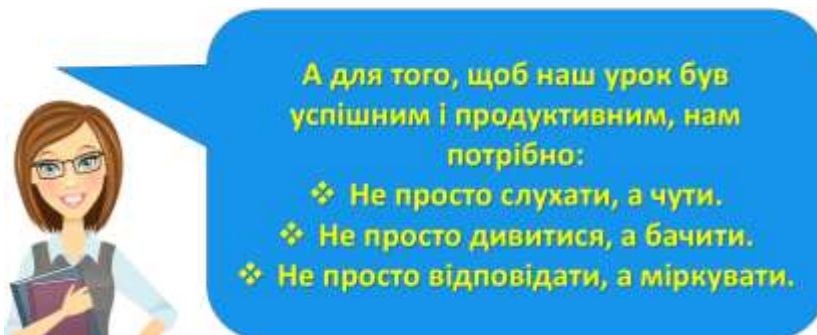 А для того, щоб наш урок був
успішним і продуктивним, нам
потрібно:
❖ Не просто слухати, а чути.
❖ Не просто дивитися, а бачити.
❖ Не просто відповідати, а міркувати.